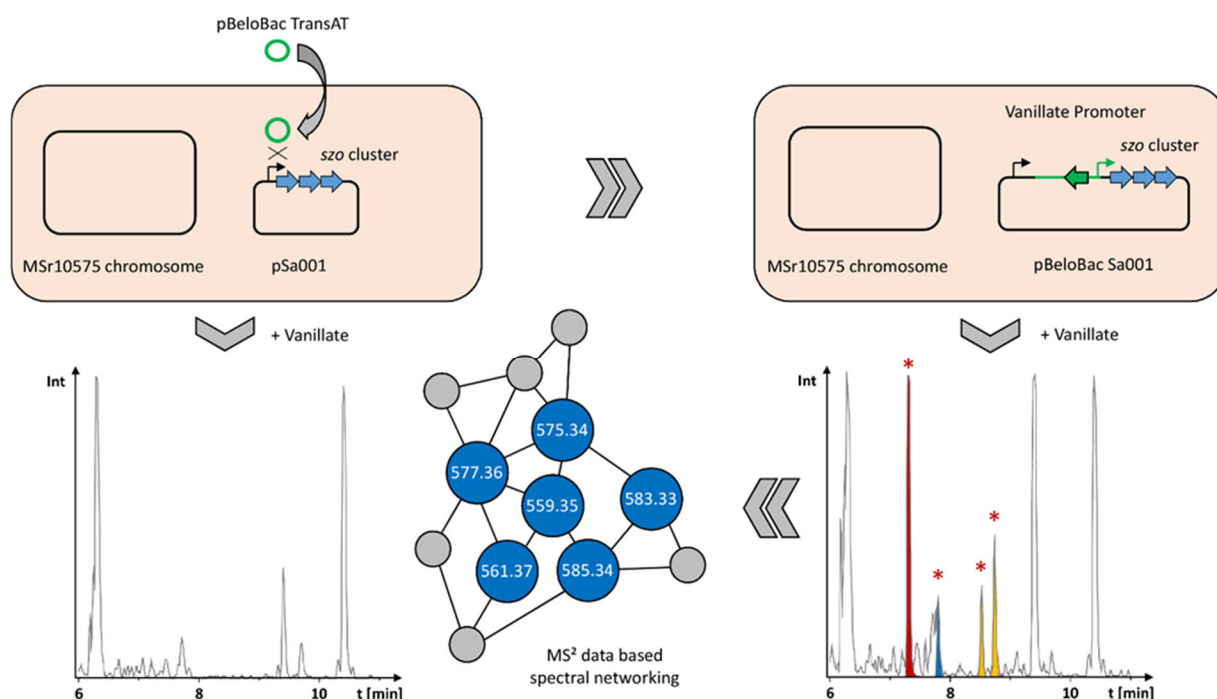 pBeloBac TransAT
szo cluster
MSr10575 chromosome
pSa001
Vanillate Promoter
szo cluster
MSr10575 chromosome
pBeloBac Sa001
+ Vanillate
+ Vanillate
Int
6
8
10
t [min]
575.34
577.36
583.33
559.35
561.37
585.34
MS² data based
spectral networking
Int
*
*
*
*
6
8
10
t [min]